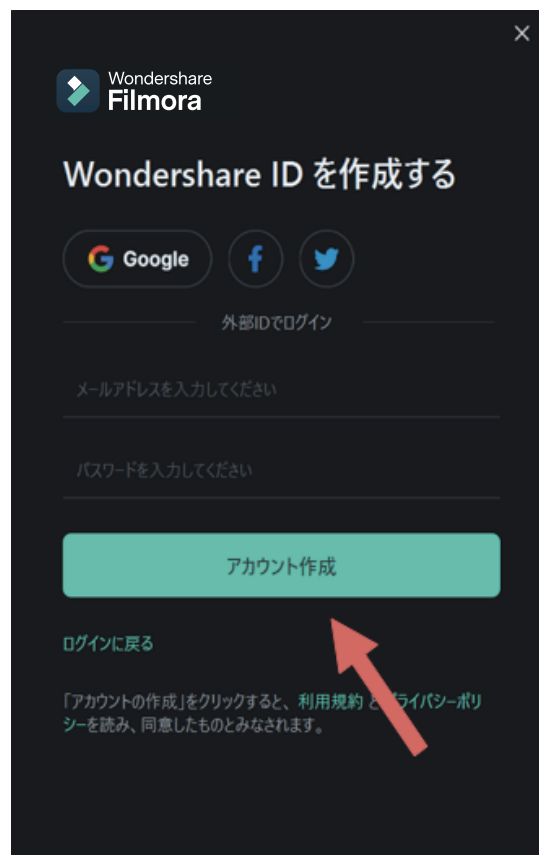 Wondershare
Filmora
Wondershare ID を作成する
Google
外部IDでログイン
メールアドレスを入力してください
パスワードを入力してください
アカウント作成
ログインに戻る
「アカウントの作成」をクリックすると、利用規約 と プライバシーポリ
シーを読み、同意したものとみなされます。